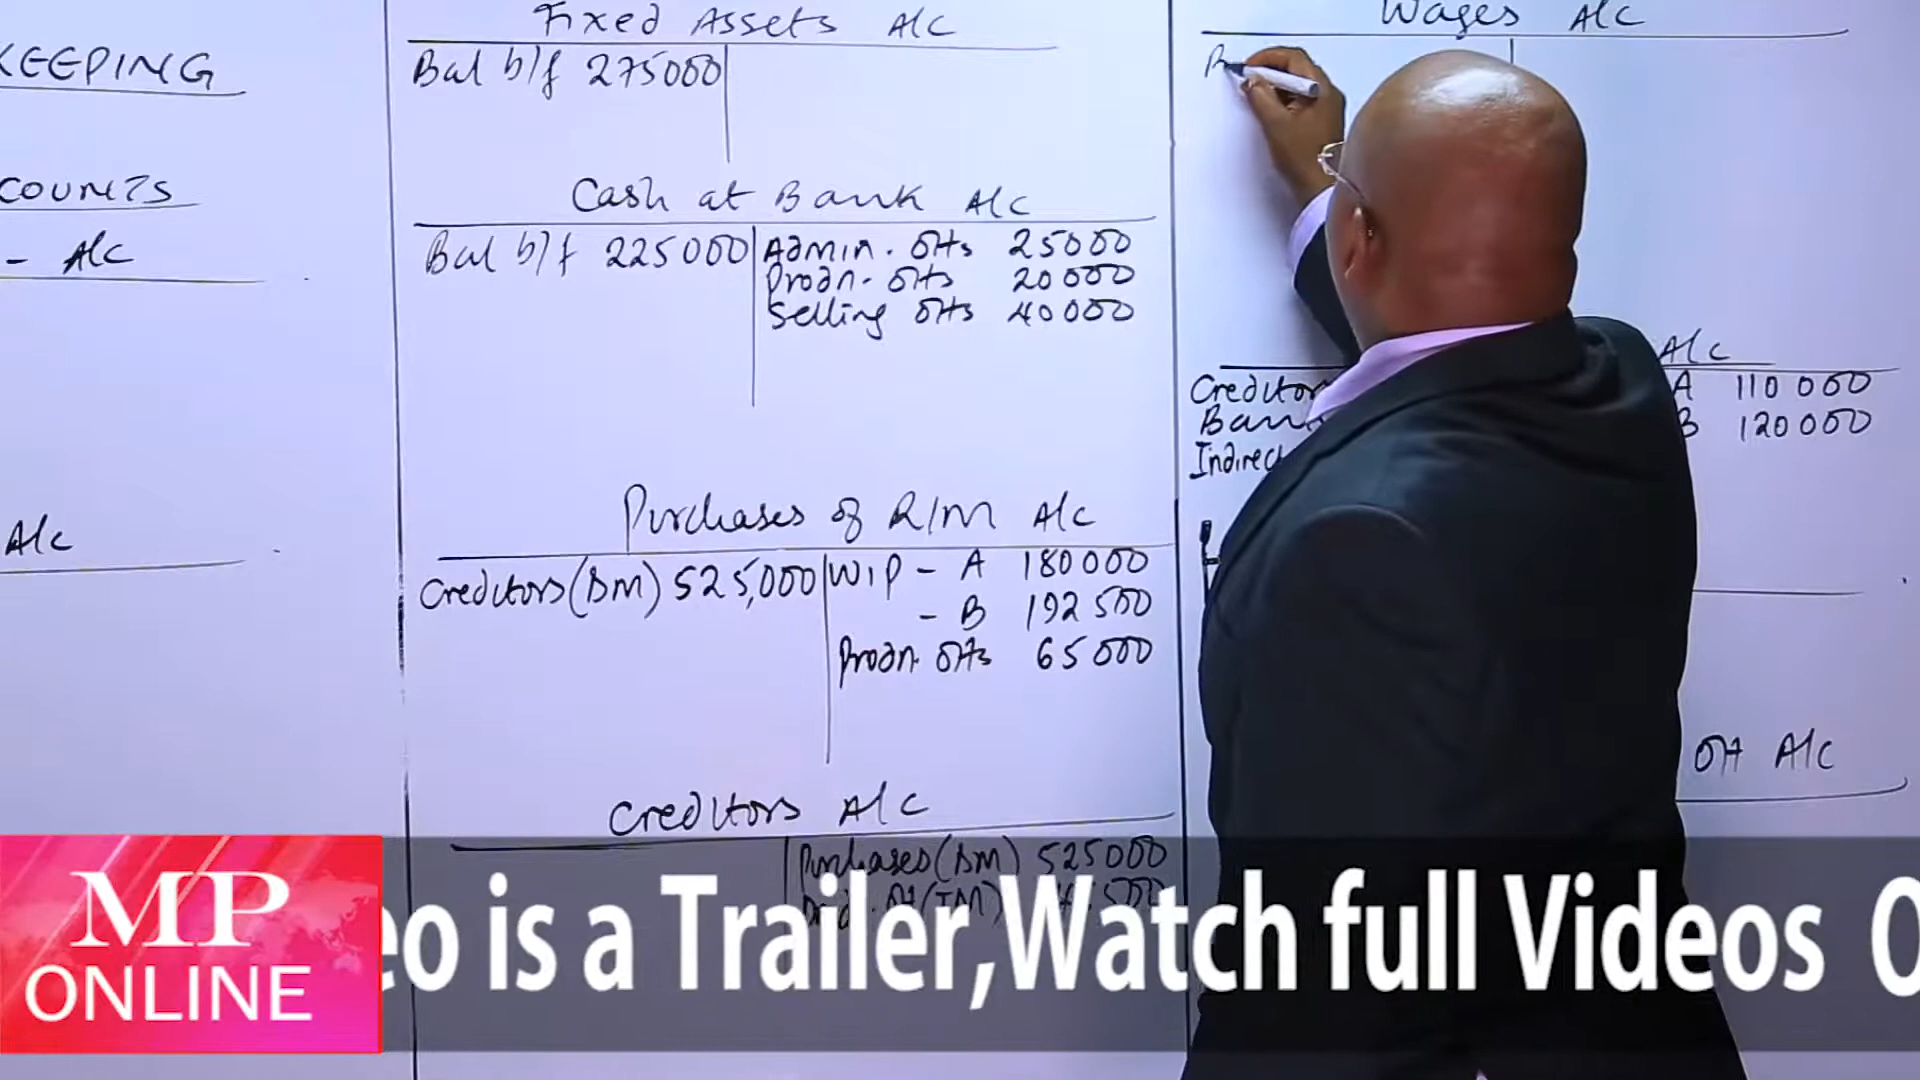 KEEPING
COUNTS
- A/c
A/c
Fixed Assets A/c
Bal b/f 275000
Cash at Bank A/c
Bal b/f 225000 Admin. OHs 25000
Prodn. OHs 20000
Selling OHs 40000
Purchases of R/M A/c
Creditors (DM) 525,000 WIP - A 180000
- B 192500
Prodn. OHs 65000
Creditors A/c
Purchases (DM) 525000
Wages A/c
A/c
Creditors A 110000
Bank B 120000
Indirect
OH A/c
MP
ONLINE
eo is a Trailer,Watch full Videos O